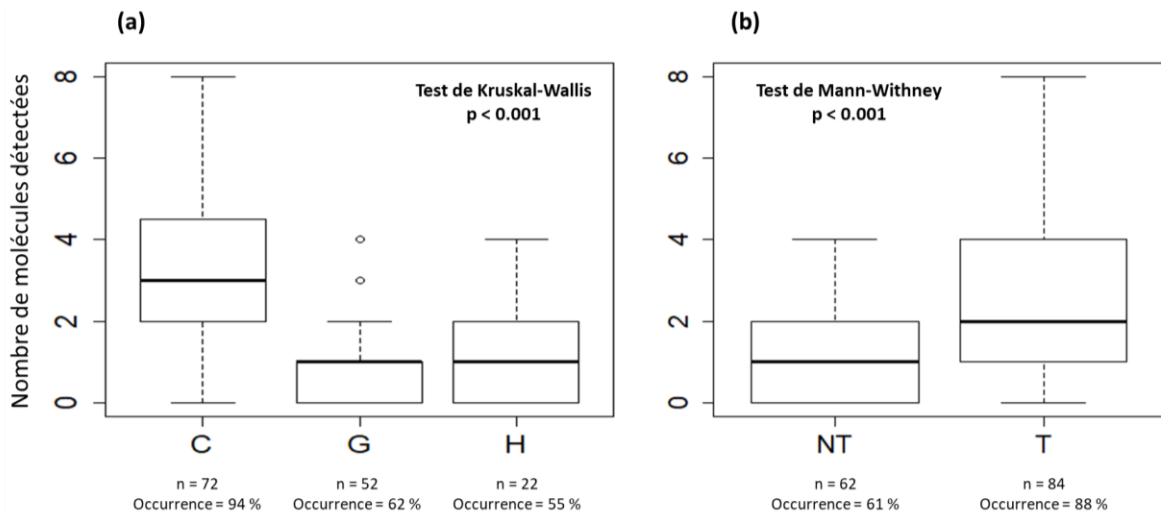 (a)
(b)
Nombre de molécules détectées
8
6
4
2
0
Test de Kruskal-Wallis
p < 0.001
C G H
n = 72 n = 52 n = 22
Occurrence = 94 % Occurrence = 62 % Occurrence = 55 %
8
6
4
2
0
Test de Mann-Withney
p < 0.001
NT T
n = 62 n = 84
Occurrence = 61 % Occurrence = 88 %